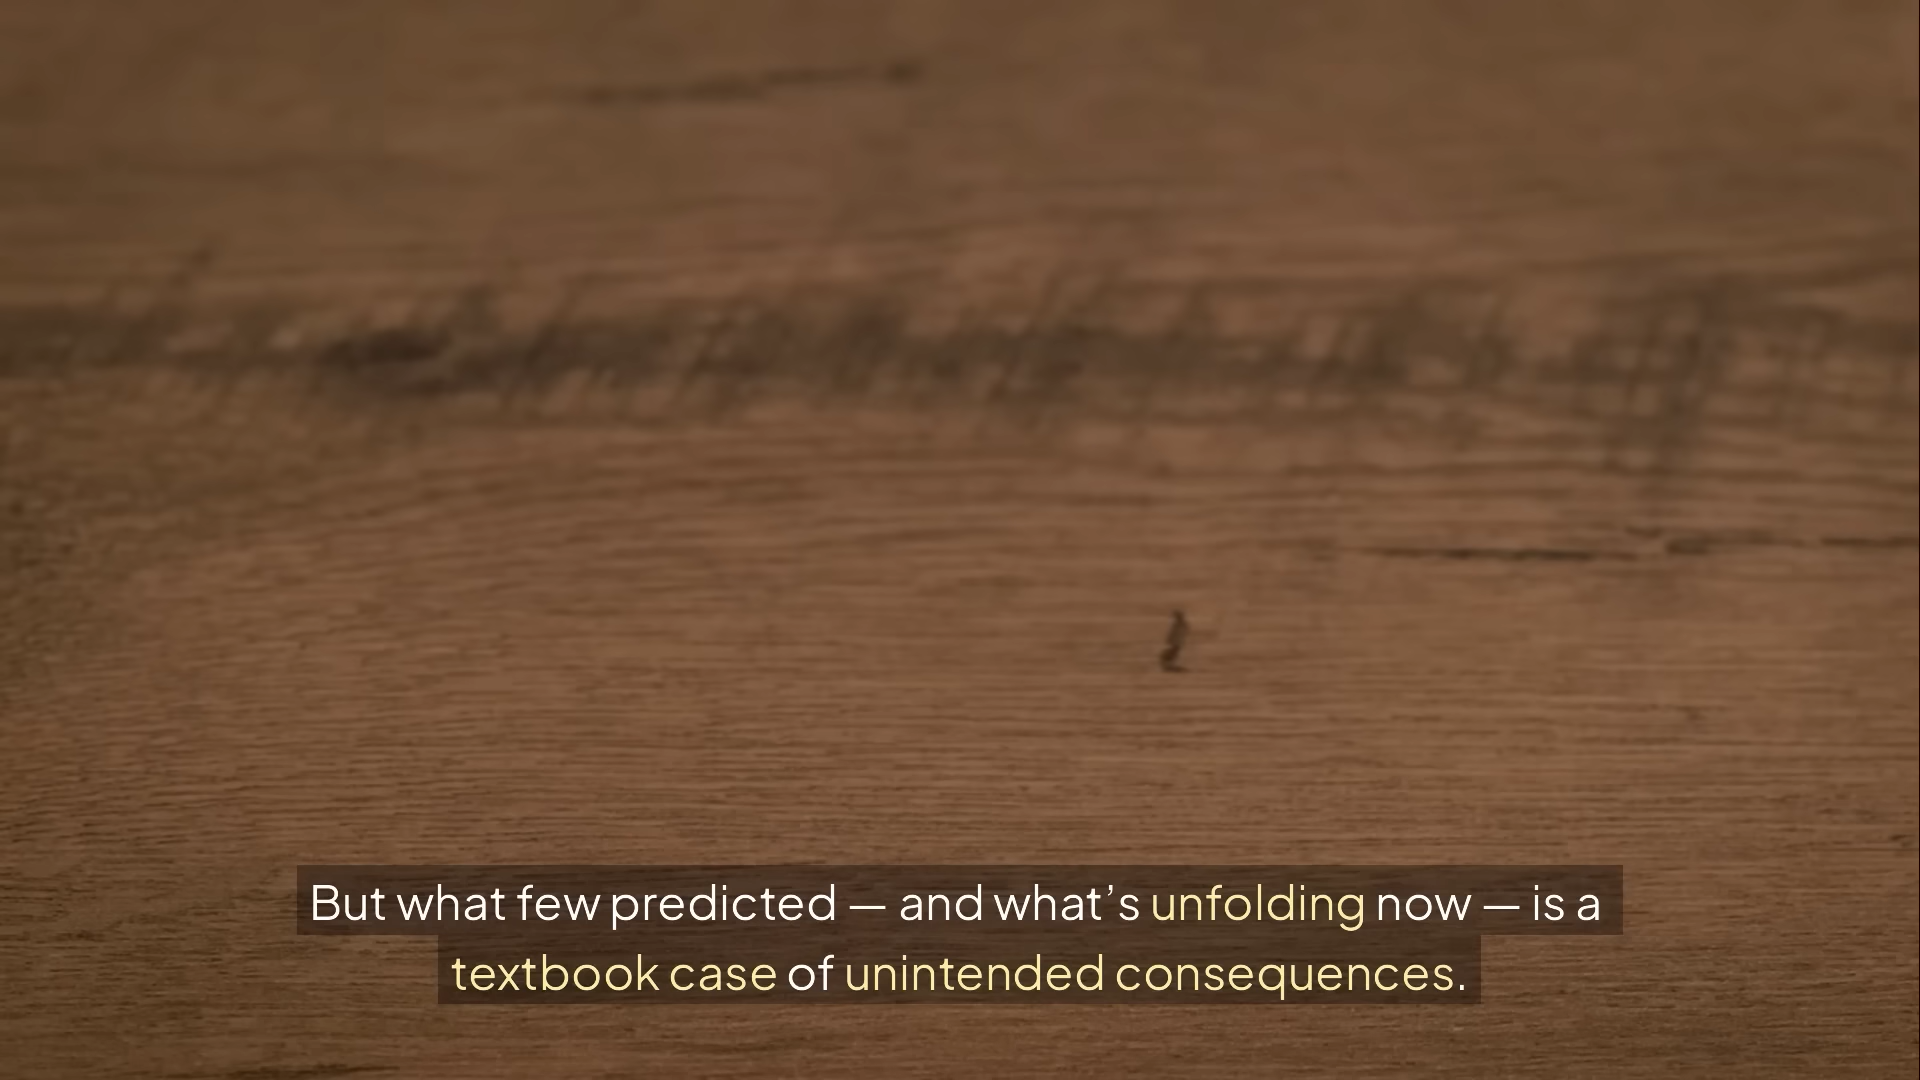 But what few predicted — and what’s unfolding now — is a
textbook case of unintended consequences.